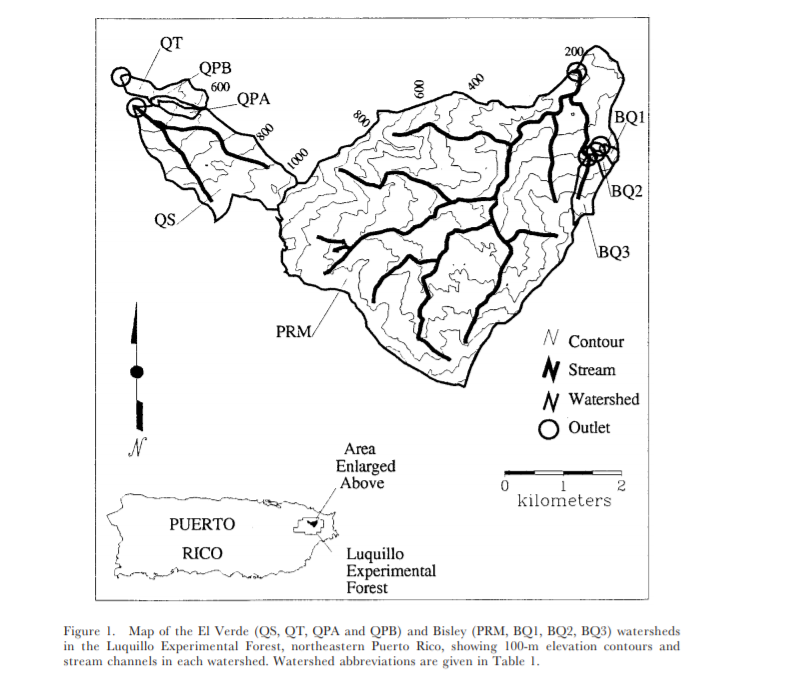 QT
QPB
600
QPA
800
1000
QS
800
600
400
200
BQ1
BQ2
BQ3
PRM
N Contour
N Stream
N Watershed
Outlet
N
0 1 2
kilometers
Area
Enlarged
Above
PUERTO
RICO
Luquillo
Experimental
Forest
Figure 1. Map of the El Verde (QS, QT, QPA and QPB) and Bisley (PRM, BQ1, BQ2, BQ3) watersheds
in the Luquillo Experimental Forest, northeastern Puerto Rico, showing 100-m elevation contours and
stream channels in each watershed. Watershed abbreviations are given in Table 1.